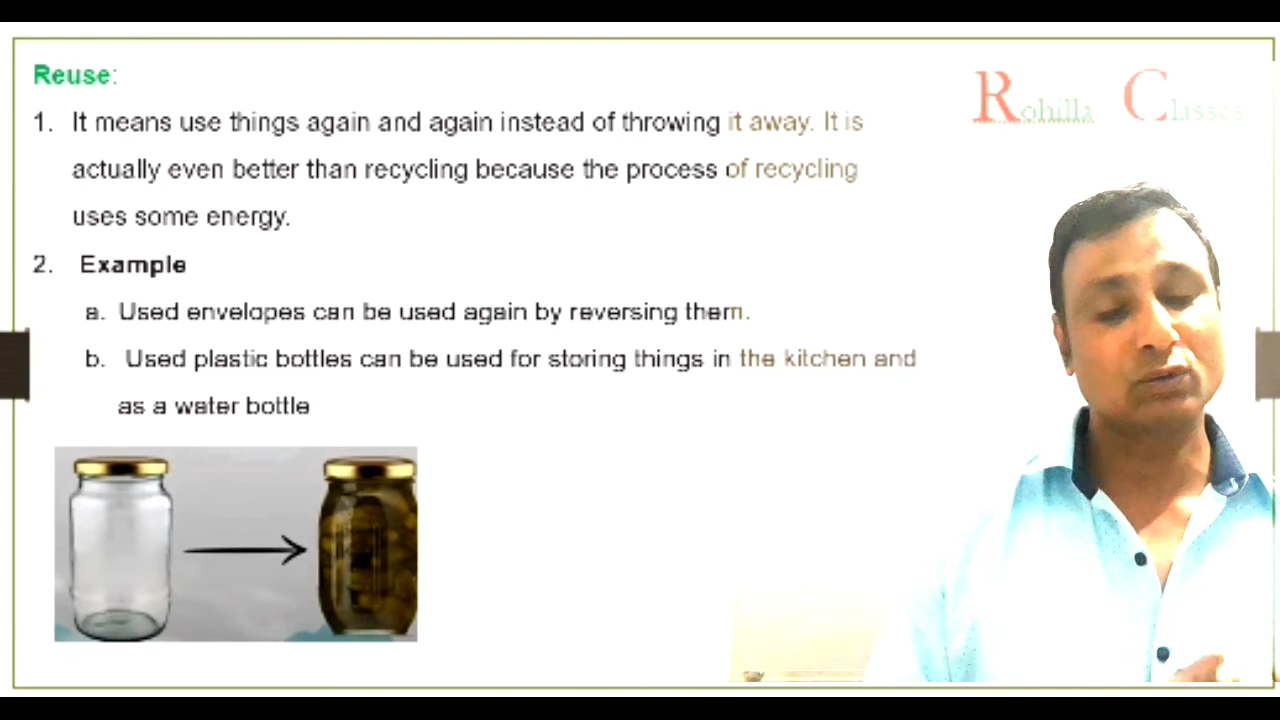 Reuse:
Rohilla Classes
1. It means use things again and again instead of throwing it away. It is
actually even better than recycling because the process of recycling
uses some energy.
2. Example
a. Used envelopes can be used again by reversing them.
b. Used plastic bottles can be used for storing things in the kitchen and
as a water bottle